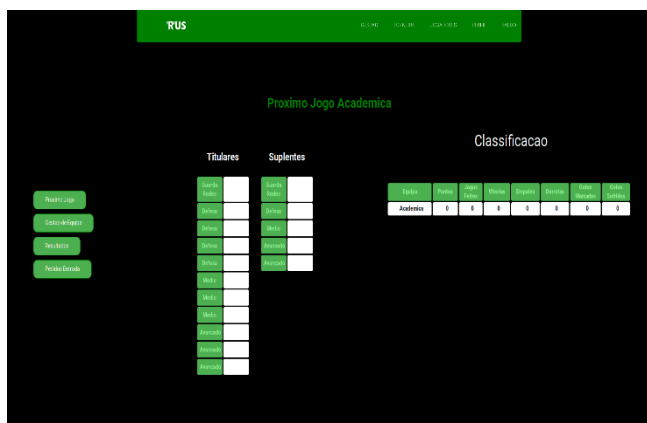 RUS
Proximo Jogo Academica
Classificacao
Titulares Suplentes
Proximo Jogo
Gestao de Equipa
Resultados
Pedidos Entrada
Guarda Redes
Defesa
Defesa
Defesa
Defesa
Medio
Medio
Medio
Avancado
Avancado
Avancado
Guarda Redes
Defesa
Medio
Avancado
Avancado
Equipa Pontos Jogos Feitos Vitorias Empates Derrotas Golos Marcados Golos Sofridos
Academica 0 0 0 0 0 0 0